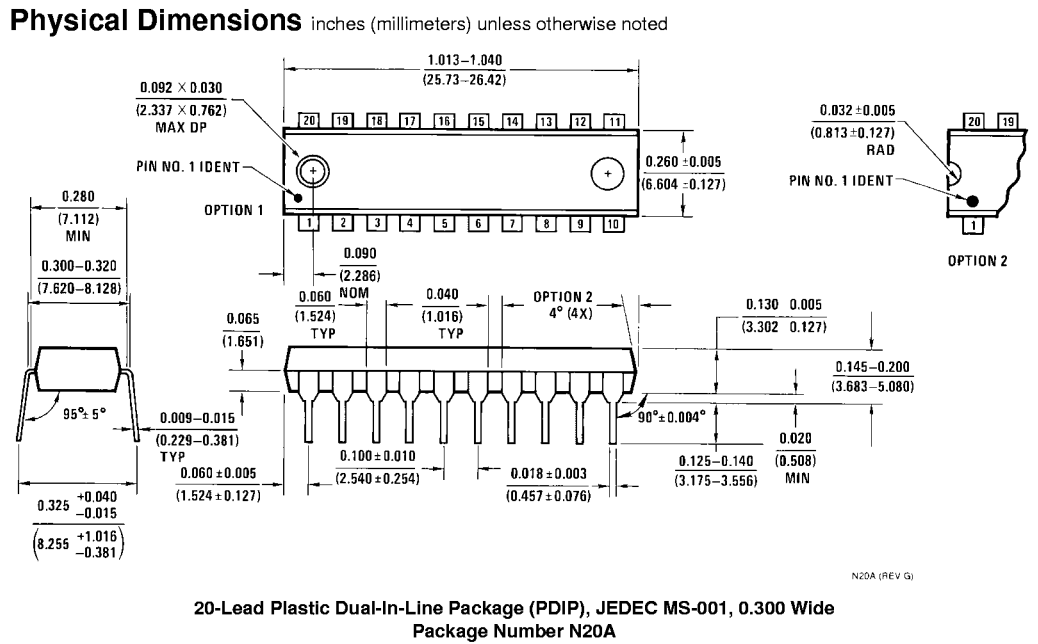 Physical Dimensions inches (millimeters) unless otherwise noted
1.013–1.040
(25.73–26.42)
0.092 × 0.030
(2.337 × 0.762)
MAX DP
20 19 18 17 16 15 14 13 12 11
PIN NO. 1 IDENT
OPTION 1
1 2 3 4 5 6 7 8 9 10
0.260 ±0.005
(6.604 ±0.127)
0.032 ±0.005
(0.813 ±0.127)
RAD
20 19
PIN NO. 1 IDENT
1
OPTION 2
0.280
(7.112)
MIN
0.300–0.320
(7.620–8.128)
0.090
(2.286)
NOM
0.060
(1.524)
TYP
0.040
(1.016)
TYP
OPTION 2
4° (4X)
0.065
(1.651)
0.130 0.005
(3.302 0.127)
0.145–0.200
(3.683–5.080)
95° ± 5°
0.009–0.015
(0.229–0.381)
TYP
90° ± 0.004°
0.020
(0.508)
MIN
0.125–0.140
(3.175–3.556)
0.100 ± 0.010
(2.540 ± 0.254)
0.018 ± 0.003
(0.457 ± 0.076)
0.060 ± 0.005
(1.524 ± 0.127)
0.325 +0.040
−0.015
(8.255 +1.016
−0.381)
N20A (REV G)
20-Lead Plastic Dual-In-Line Package (PDIP), JEDEC MS-001, 0.300 Wide
Package Number N20A